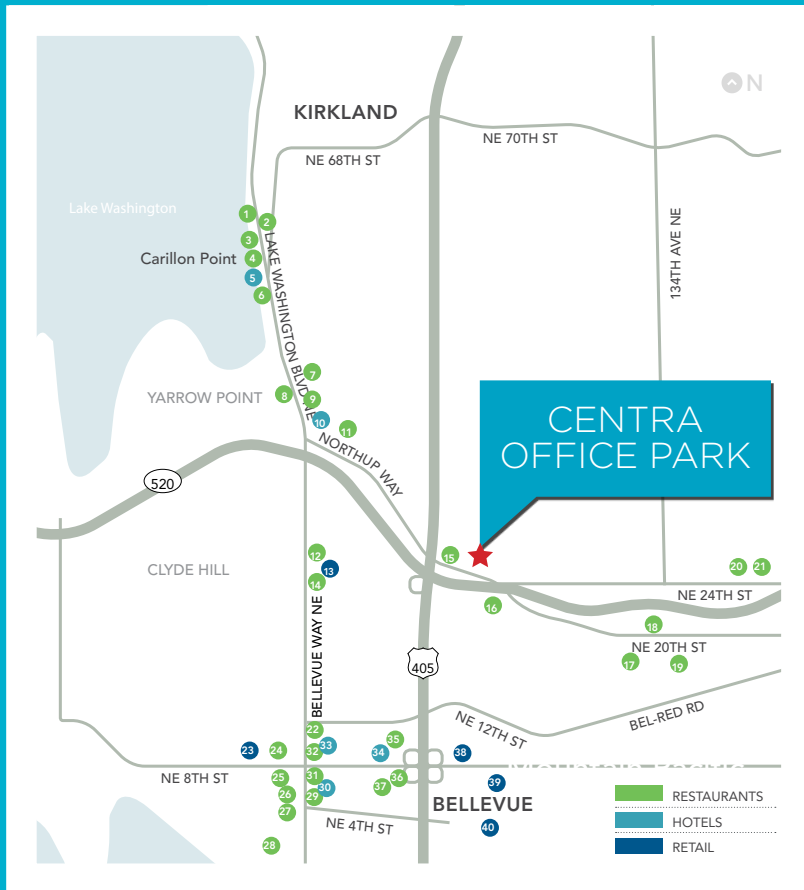 N
KIRKLAND
NE 70TH ST
NE 68TH ST
Lake Washington
134TH AVE NE
1
2
3
Carillon Point
4
5
6
LAKE WASHINGTON BLVD NE
7
YARROW POINT
8
9
10
11
NORTHUP WAY
CENTRA
OFFICE PARK
520
12
13
14
15
CLYDE HILL
20
21
NE 24TH ST
16
BELLEVUE WAY NE
18
NE 20TH ST
17
19
405
BEL-RED RD
NE 12TH ST
22
23
24
32
33
34
35
38
NE 8TH ST
25
31
26
30
29
27
37
36
39
BELLEVUE
40
NE 4TH ST
28
RESTAURANTS
HOTELS
RETAIL